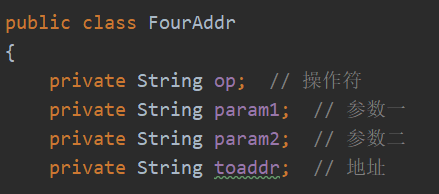 public class FourAddr
{
    private String op;  // 操作符
    private String param1;  // 参数一
    private String param2;  // 参数二
    private String toaddr;  // 地址